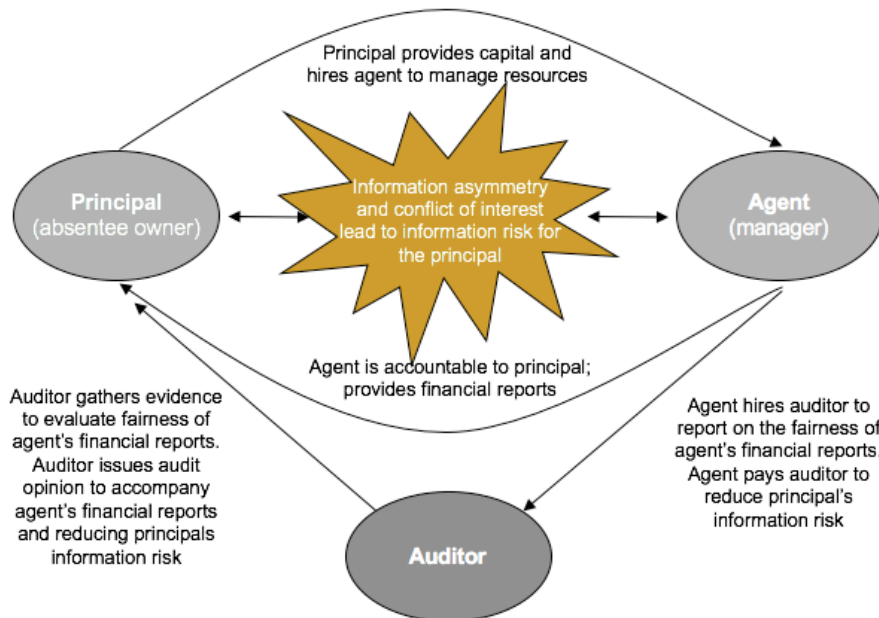 Principal provides capital and
hires agent to manage resources
Principal
(absentee owner)
Information asymmetry
and conflict of interest
lead to information risk for
the principal
Agent
(manager)
Agent is accountable to principal;
provides financial reports
Auditor gathers evidence
to evaluate fairness of
agent's financial reports.
Auditor issues audit
opinion to accompany
agent's financial reports
and reducing principals
information risk
Agent hires auditor to
report on the fairness of
agent's financial reports.
Agent pays auditor to
reduce principal's
information risk
Auditor